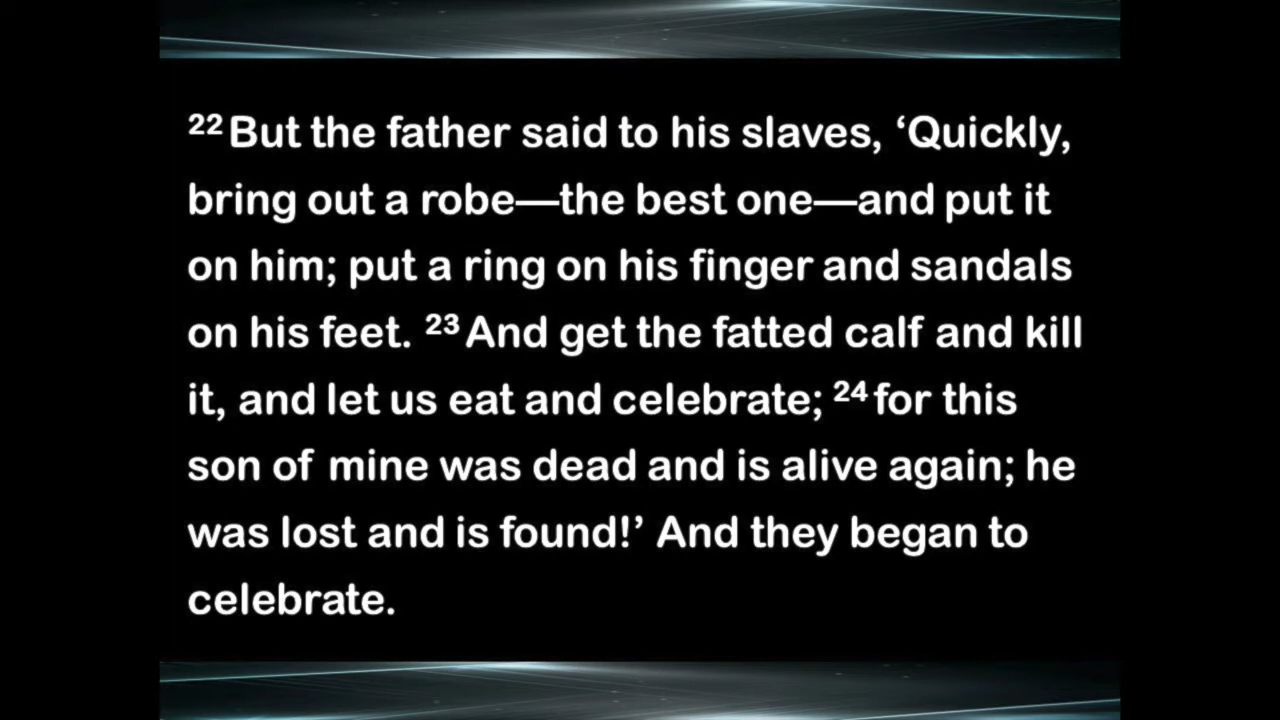 22 But the father said to his slaves, ‘Quickly,
bring out a robe—the best one—and put it
on him; put a ring on his finger and sandals
on his feet. 23 And get the fatted calf and kill
it, and let us eat and celebrate; 24 for this
son of mine was dead and is alive again; he
was lost and is found!’ And they began to
celebrate.